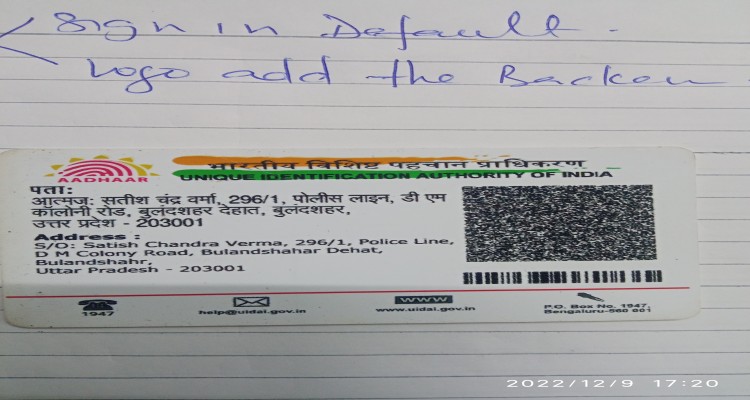 Sign in Default.
Logo add the Backen
भारतीय विशिष्ट पहचान प्राधिकरण
AADHAAR
UNIQUE IDENTIFICATION AUTHORITY OF INDIA
पता:
आत्मज: सतीश चंद्र वर्मा, 296/1, पोलीस लाइन, डी एम
कॉलोनी रोड, बुलंदशहर देहात, बुलंदशहर,
उत्तर प्रदेश - 203001
Address :
S/O: Satish Chandra Verma, 296/1, Police Line,
D M Colony Road, Bulandshahar Dehat,
Bulandshahr,
Uttar Pradesh - 203001
1947
help@uidai.gov.in
WWW
www.uidai.gov.in
P.O. Box No. 1947,
Bengaluru-560 001
2022/12/9 17:20